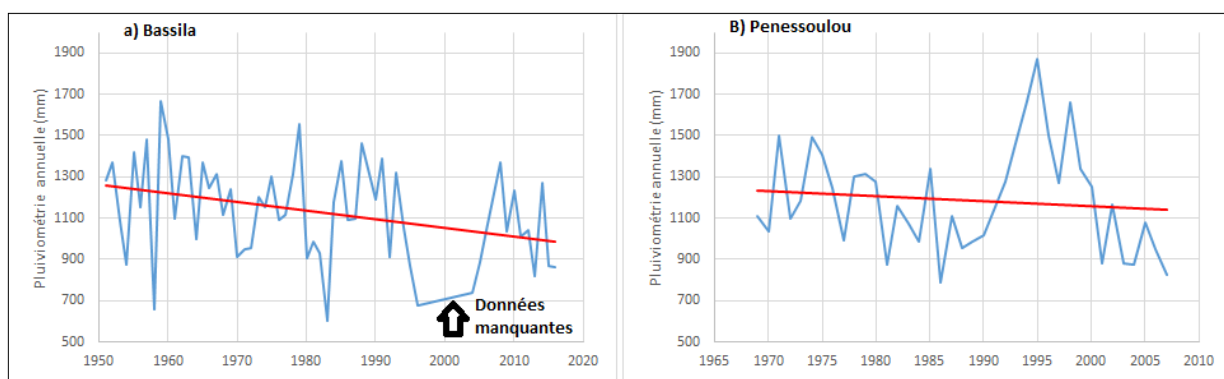 a) Bassila
Pluiviométrie annuelle (mm)
1900
1700
1500
1300
1100
900
700
500
Données
manquantes
1950 1960 1970 1980 1990 2000 2010 2020
B) Penessoulou
Pluviométrie annuelle (mm)
1900
1700
1500
1300
1100
900
700
500
1965 1970 1975 1980 1985 1990 1995 2000 2005 2010